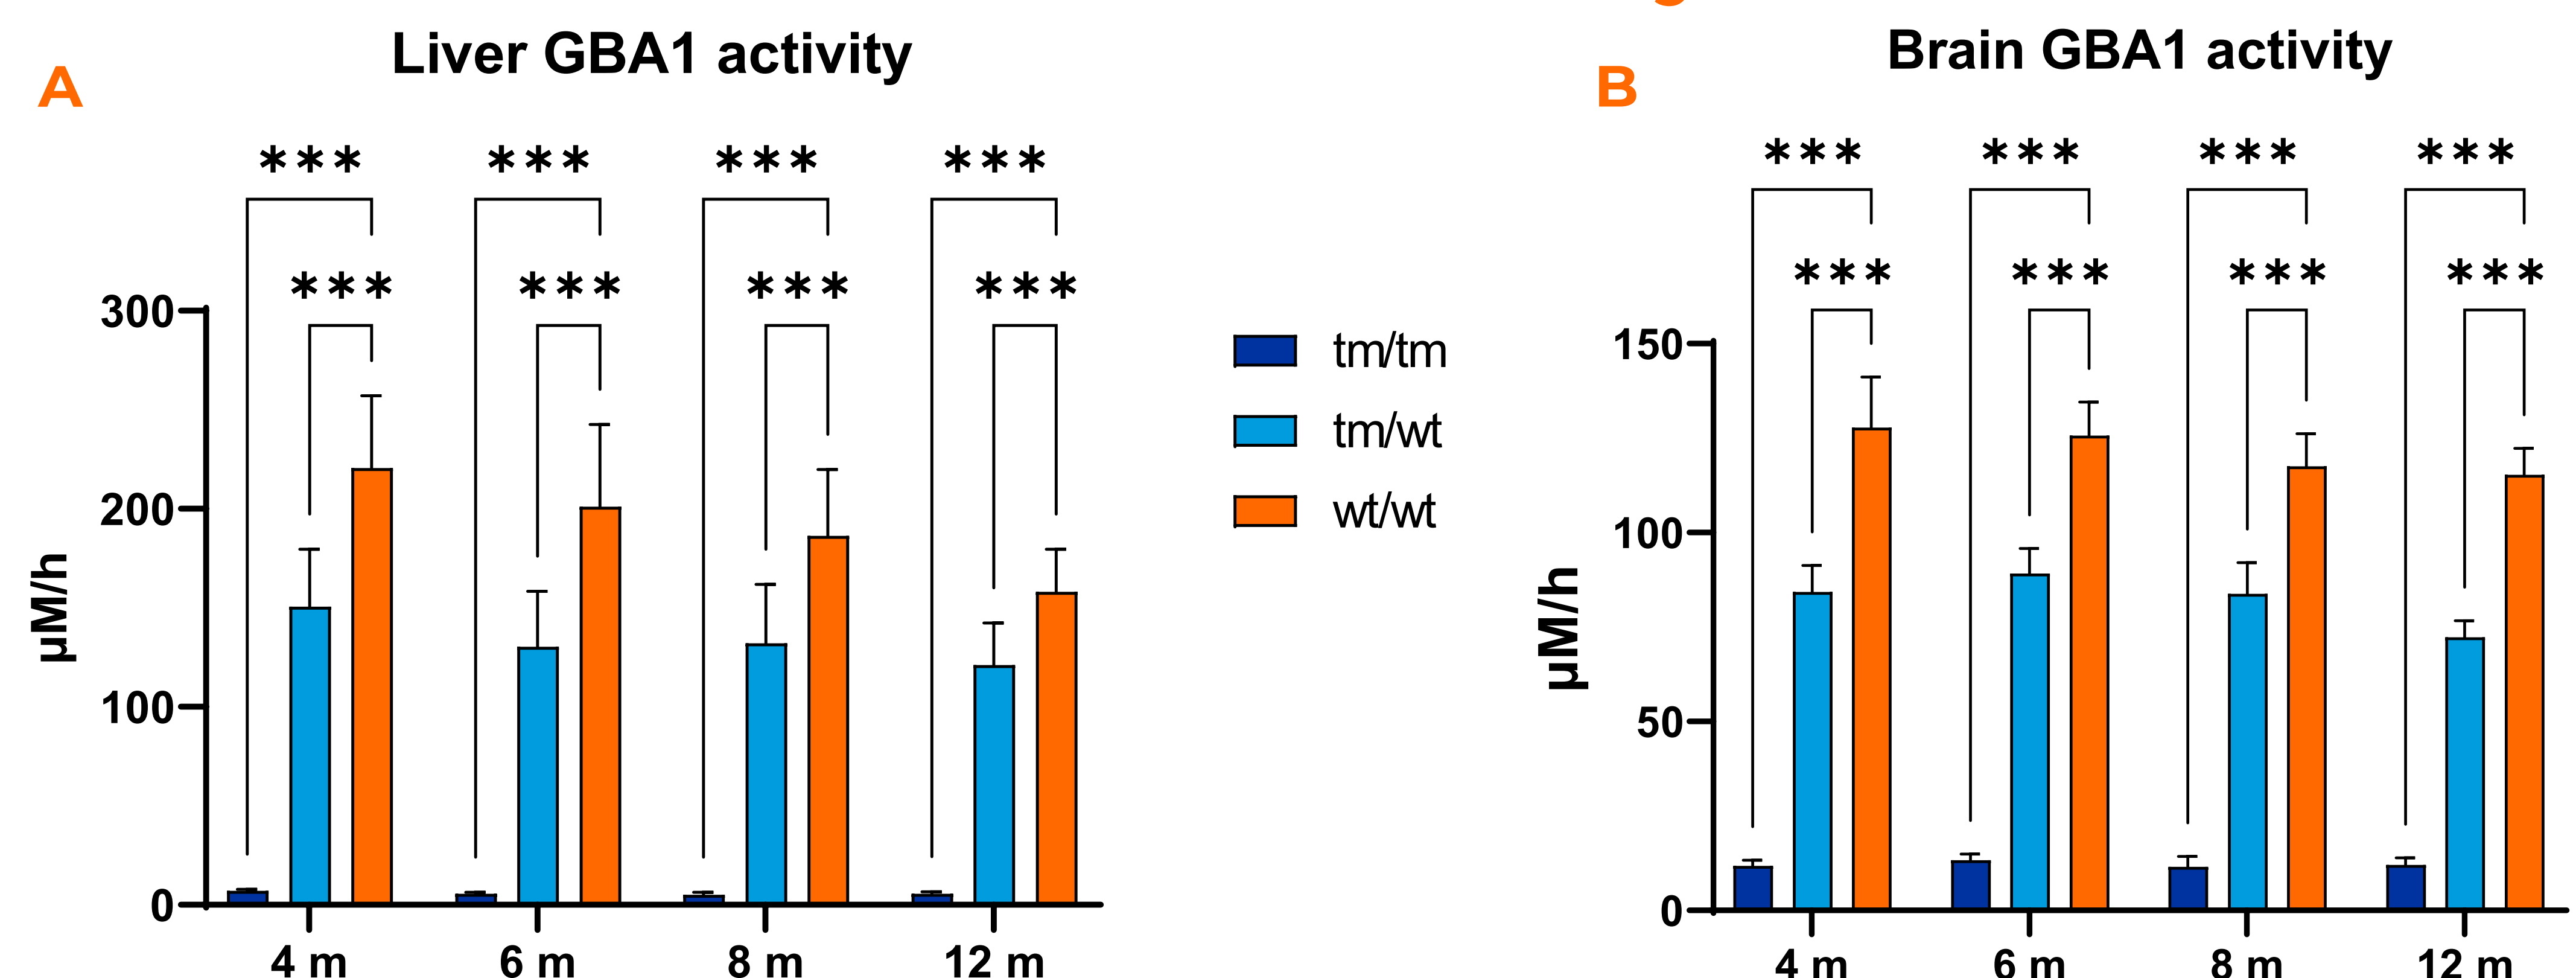 Liver GBA1 activity
A
*** *** *** ***
*** *** *** ***
300
200
100
0
µM/h
4 m 6 m 8 m 12 m
tm/tm
tm/wt
wt/wt
Brain GBA1 activity
B
*** *** *** ***
*** *** *** ***
150
100
50
0
µM/h
4 m 6 m 8 m 12 m